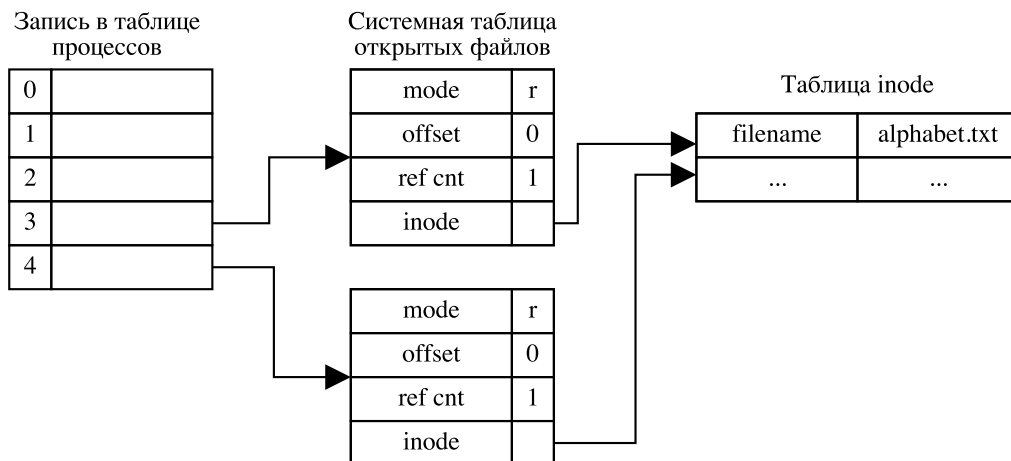 Запись в таблице
процессов
0
1
2
3
4
Системная таблица
открытых файлов
mode r
offset 0
ref cnt 1
inode
mode r
offset 0
ref cnt 1
inode
Таблица inode
filename alphabet.txt
... ...